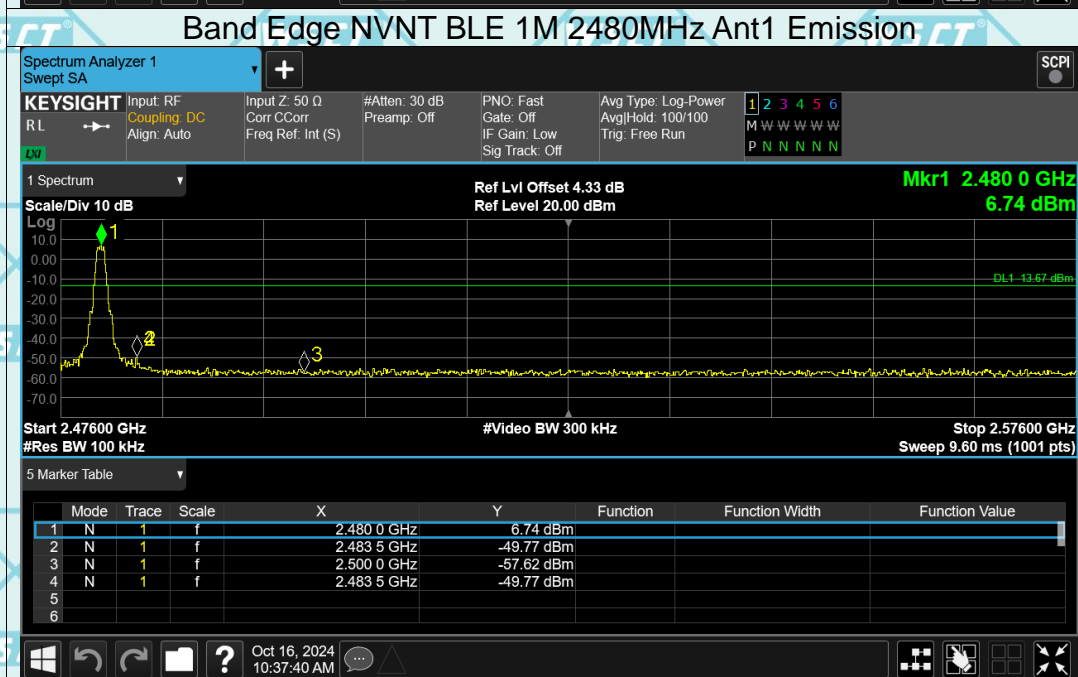 Band Edge NVNT BLE 1M 2480MHz Ant1 Emission
Spectrum Analyzer 1
Swept SA
+
SCPI
KEYSIGHT Input: RF Input Z: 50 Ω #Atten: 30 dB PNO: Fast Avg Type: Log-Power 1 2 3 4 5 6
R L Coupling: DC Corr CCorr Preamp: Off Gate: Off Avg|Hold: 100/100 M W W W W W
Align: Auto Freq Ref: Int (S) IF Gain: Low Trig: Free Run
LXI Sig Track: Off P N N N N N
1 Spectrum
Ref Lvl Offset 4.33 dB Mkr1 2.480 0 GHz
Scale/Div 10 dB Ref Level 20.00 dBm 6.74 dBm
Log
1
10.0
0.00
-10.0
DL1 -13.67 dBm
-20.0
-30.0
-40.0
-50.0
3
-60.0
-70.0
Start 2.47600 GHz #Video BW 300 kHz Stop 2.57600 GHz
#Res BW 100 kHz Sweep 9.60 ms (1001 pts)
5 Marker Table
Mode Trace Scale X Y Function Function Width Function Value
1 N 1 f 2.480 0 GHz 6.74 dBm
2 N 1 f 2.483 5 GHz -49.77 dBm
3 N 1 f 2.500 0 GHz -57.62 dBm
4 N 1 f 2.483 5 GHz -49.77 dBm
5
6
?
Oct 16, 2024
10:37:40 AM